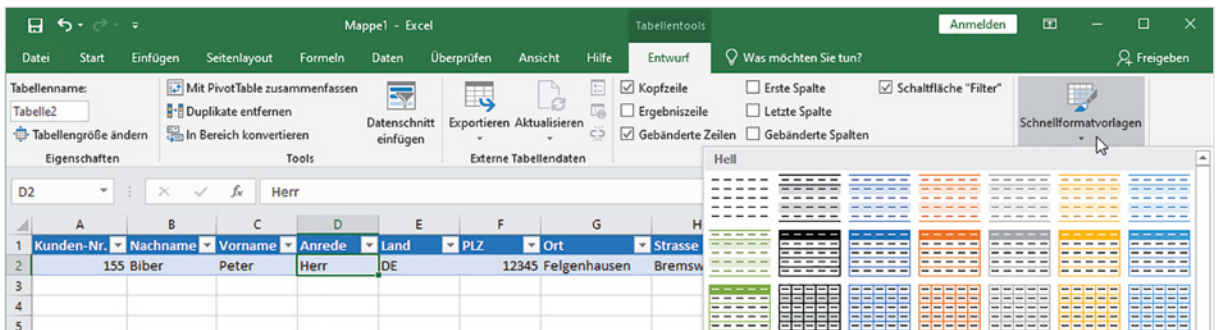 Mappe1 - Excel Tabellentools Anmelden
Datei Start Einfügen Seitenlayout Formeln Daten Überprüfen Ansicht Hilfe Entwurf Was möchten Sie tun? Freigeben
Tabellenname: Mit PivotTable zusammenfassen Kopfzeile Erste Spalte Schaltfläche "Filter"
Tabelle2 Duplikate entfernen Datenschnitt einfügen Exportieren Aktualisieren Ergebniszeile Letzte Spalte Schnellformatvorlagen
Tabellengröße ändern In Bereich konvertieren Gebänderte Zeilen Gebänderte Spalten
Eigenschaften Tools Externe Tabellendaten
Hell
D2 fx Herr
A B C D E F G H
1 Kunden-Nr. Nachname Vorname Anrede Land PLZ Ort Strasse
2 155 Biber Peter Herr DE 12345 Felgenhausen Bremsw
3
4
5